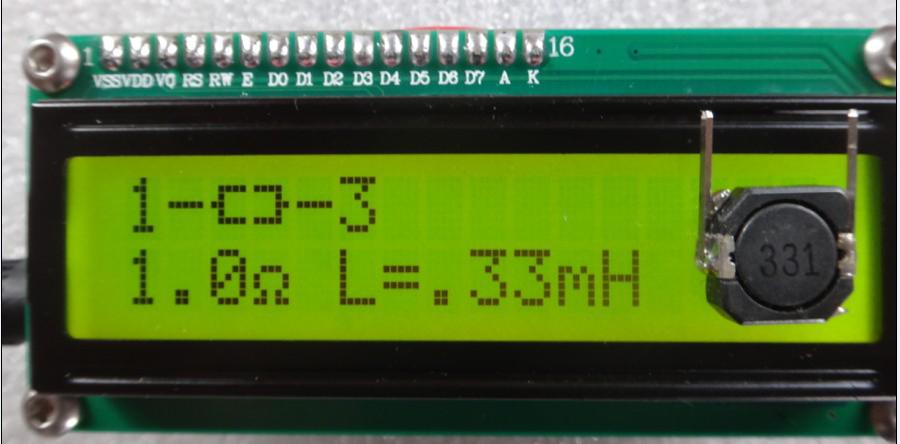 1 16
VSS VDD VO RS RW E D0 D1 D2 D3 D4 D5 D6 D7 A K
1-▭-3
1.0Ω L=.33mH
331